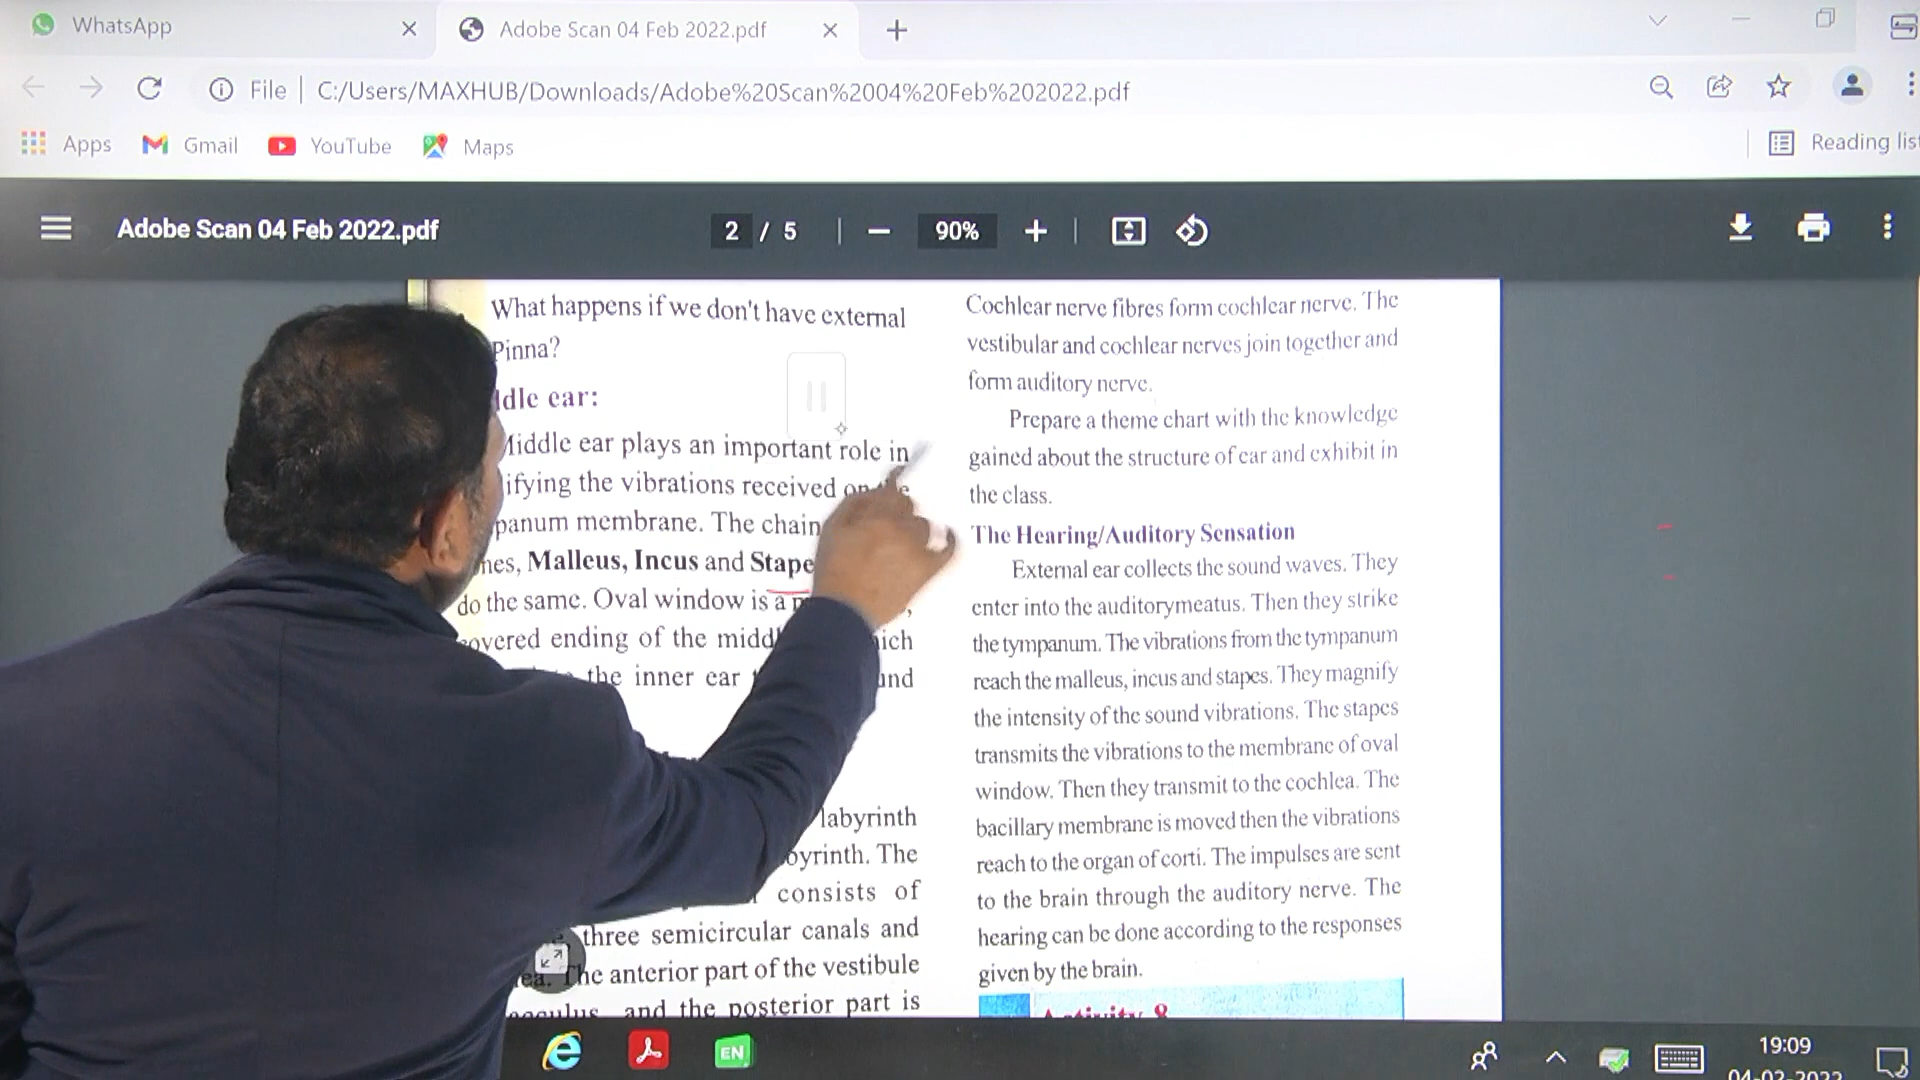 WhatsApp
Adobe Scan 04 Feb 2022.pdf
File
C:/Users/MAXHUB/Downloads/Adobe%20Scan%2004%20Feb%202022.pdf
Apps
Gmail
YouTube
Maps
Reading list
Adobe Scan 04 Feb 2022.pdf
2 / 5
90%
What happens if we don't have external
Pinna?
ddle ear:
Middle ear plays an important role in
ifying the vibrations received on the
panum membrane. The chain
nes, Malleus, Incus and Stape
do the same. Oval window is a
overed ending of the midd
the inner ear
labyrinth
byrinth. The
consists of
three semicircular canals and
The anterior part of the vestibule
and the posterior part is
Cochlear nerve fibres form cochlear nerve. The
vestibular and cochlear nerves join together and
form auditory nerve.
Prepare a theme chart with the knowledge
gained about the structure of ear and exhibit in
the class.
The Hearing/Auditory Sensation
External ear collects the sound waves. They
enter into the auditorymeatus. Then they strike
the tympanum. The vibrations from the tympanum
reach the malleus, incus and stapes. They magnify
the intensity of the sound vibrations. The stapes
transmits the vibrations to the membrane of oval
window. Then they transmit to the cochlea. The
bacillary membrane is moved then the vibrations
reach to the organ of corti. The impulses are sent
to the brain through the auditory nerve. The
hearing can be done according to the responses
given by the brain.
Activity 8
EN
19:09
04-02-2022